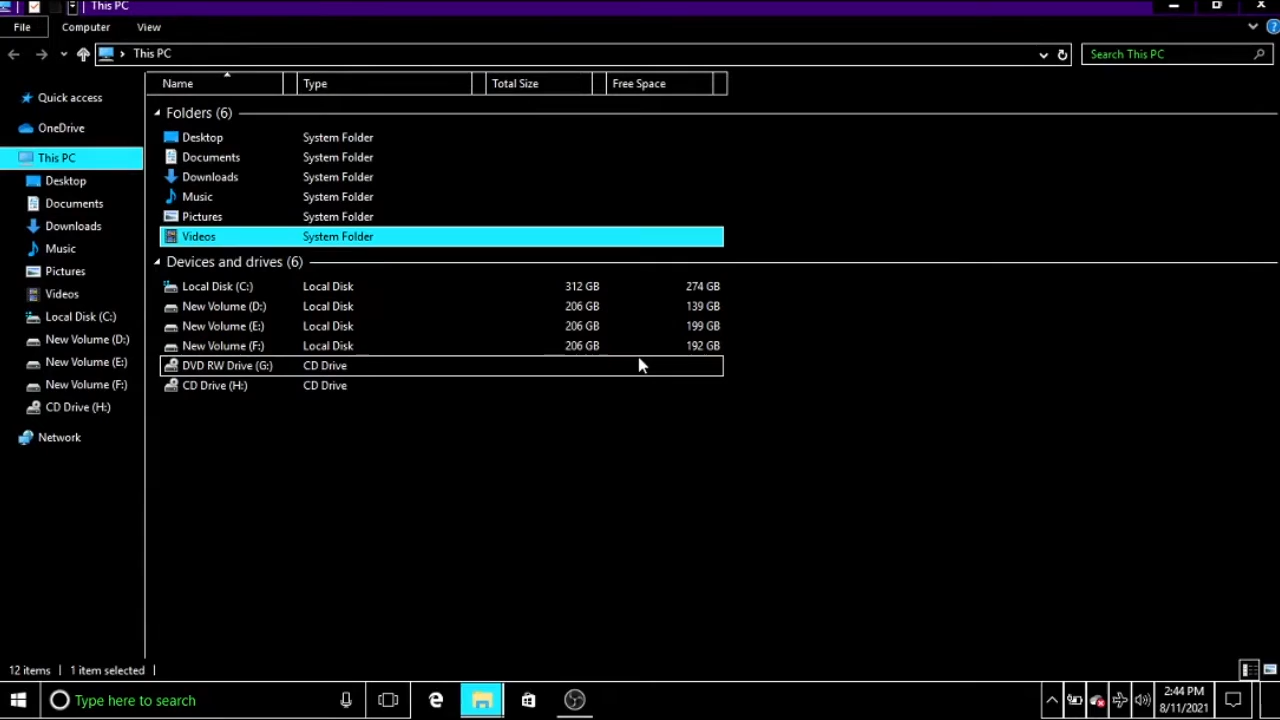 This PC
File Computer View
This PC
Search This PC
Name Type Total Size Free Space
Quick access
OneDrive
This PC
Desktop
Documents
Downloads
Music
Pictures
Videos
Local Disk (C:)
New Volume (D:)
New Volume (E:)
New Volume (F:)
CD Drive (H:)
Network
Folders (6)
Desktop System Folder
Documents System Folder
Downloads System Folder
Music System Folder
Pictures System Folder
Videos System Folder
Devices and drives (6)
Local Disk (C:) Local Disk 312 GB 274 GB
New Volume (D:) Local Disk 206 GB 139 GB
New Volume (E:) Local Disk 206 GB 199 GB
New Volume (F:) Local Disk 206 GB 192 GB
DVD RW Drive (G:) CD Drive
CD Drive (H:) CD Drive
12 items 1 item selected
Type here to search
2:44 PM
8/11/2021